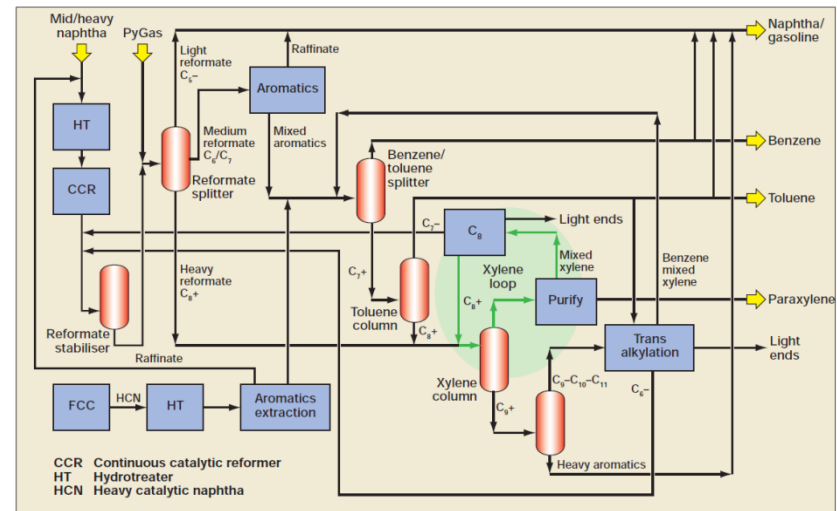 Mid/heavy
naphtha
PyGas
Naphtha/
gasoline
Light
reformate
C₅–
Raffinate
Aromatics
HT
Medium
reformate
C₆/C₇
Mixed
aromatics
Benzene/
toluene
splitter
Benzene
CCR
Reformate
splitter
Toluene
C₇–
C₈
Light ends
Heavy
reformate
C₈+
C₇+
Mixed
xylene
Xylene
loop
Benzene
mixed
xylene
Toluene
column
C₈+
C₈+
Purify
Paraxylene
Reformate
stabiliser
Raffinate
Trans
alkylation
Light
ends
Xylene
column
C₉–C₁₀–C₁₁
C₆–
FCC
HCN
HT
Aromatics
extraction
C₉+
Heavy aromatics
CCR Continuous catalytic reformer
HT Hydrotreater
HCN Heavy catalytic naphtha